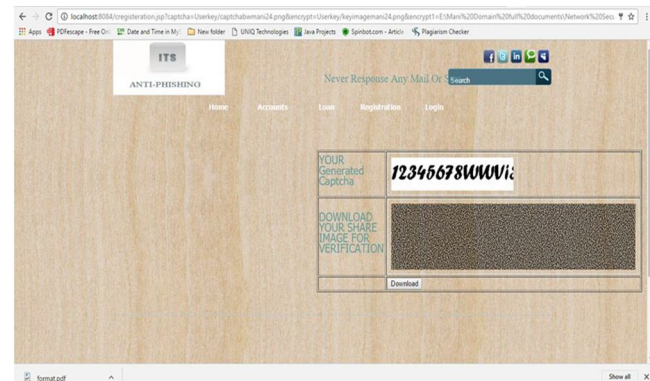 localhost:8084/cregisteration.jsp?captcha=Userkey/captchabwmani24.png&encrypt=Userkey/keyimagemani24.png&encrypt1=E:\Mani%20Domain%20full%20documents\Network%20Secu
Apps PDFescape - Free Onl Date and Time in My New folder UNIQ Technologies Java Projects Spinbot.com - Article Plagiarism Checker
ITS
ANTI-PHISHING
Never Response Any Mail Or S
Search
Home Accounts Loan Registration Login
YOUR
Generated
Captcha
12345678WWVi
DOWNLOAD
YOUR SHARE
IMAGE FOR
VERIFICATION
Download
format.pdf
Show all